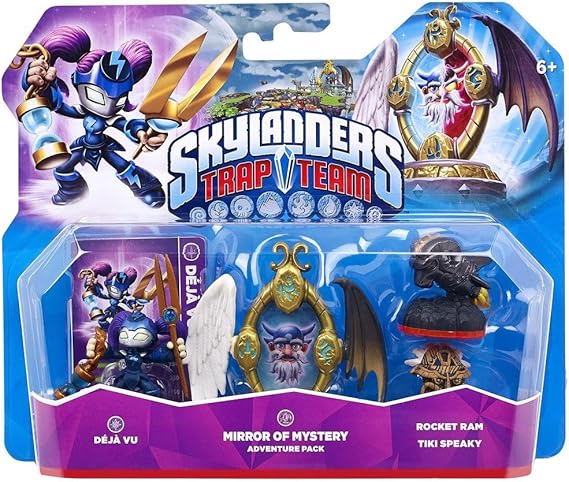 6+
SKYLANDERS
TRAP TEAM
DÉJÀ VU
DÉJÀ VU
MIRROR OF MYSTERY
ADVENTURE PACK
ROCKET RAM
TIKI SPEAKY